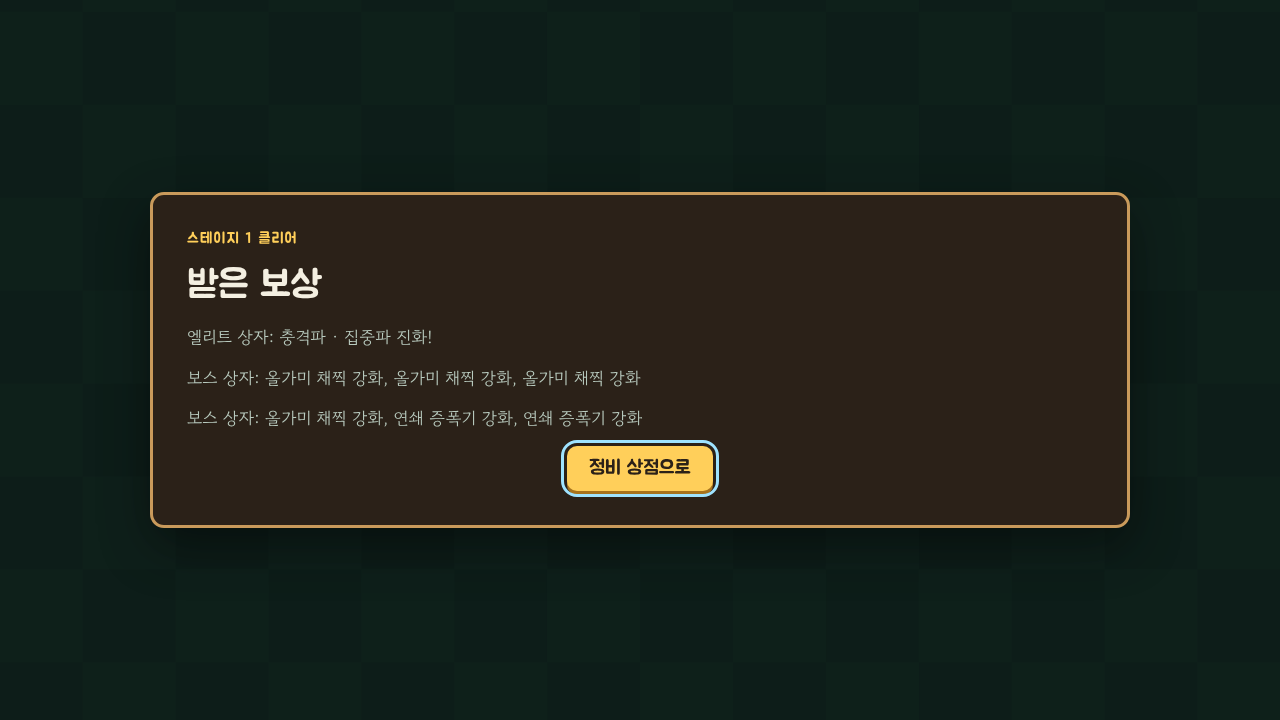 스테이지 1 클리어
받은 보상
엘리트 상자: 충격파 · 집중파 진화!
보스 상자: 올가미 채찍 강화, 올가미 채찍 강화, 올가미 채찍 강화
보스 상자: 올가미 채찍 강화, 연쇄 증폭기 강화, 연쇄 증폭기 강화
정비 상점으로